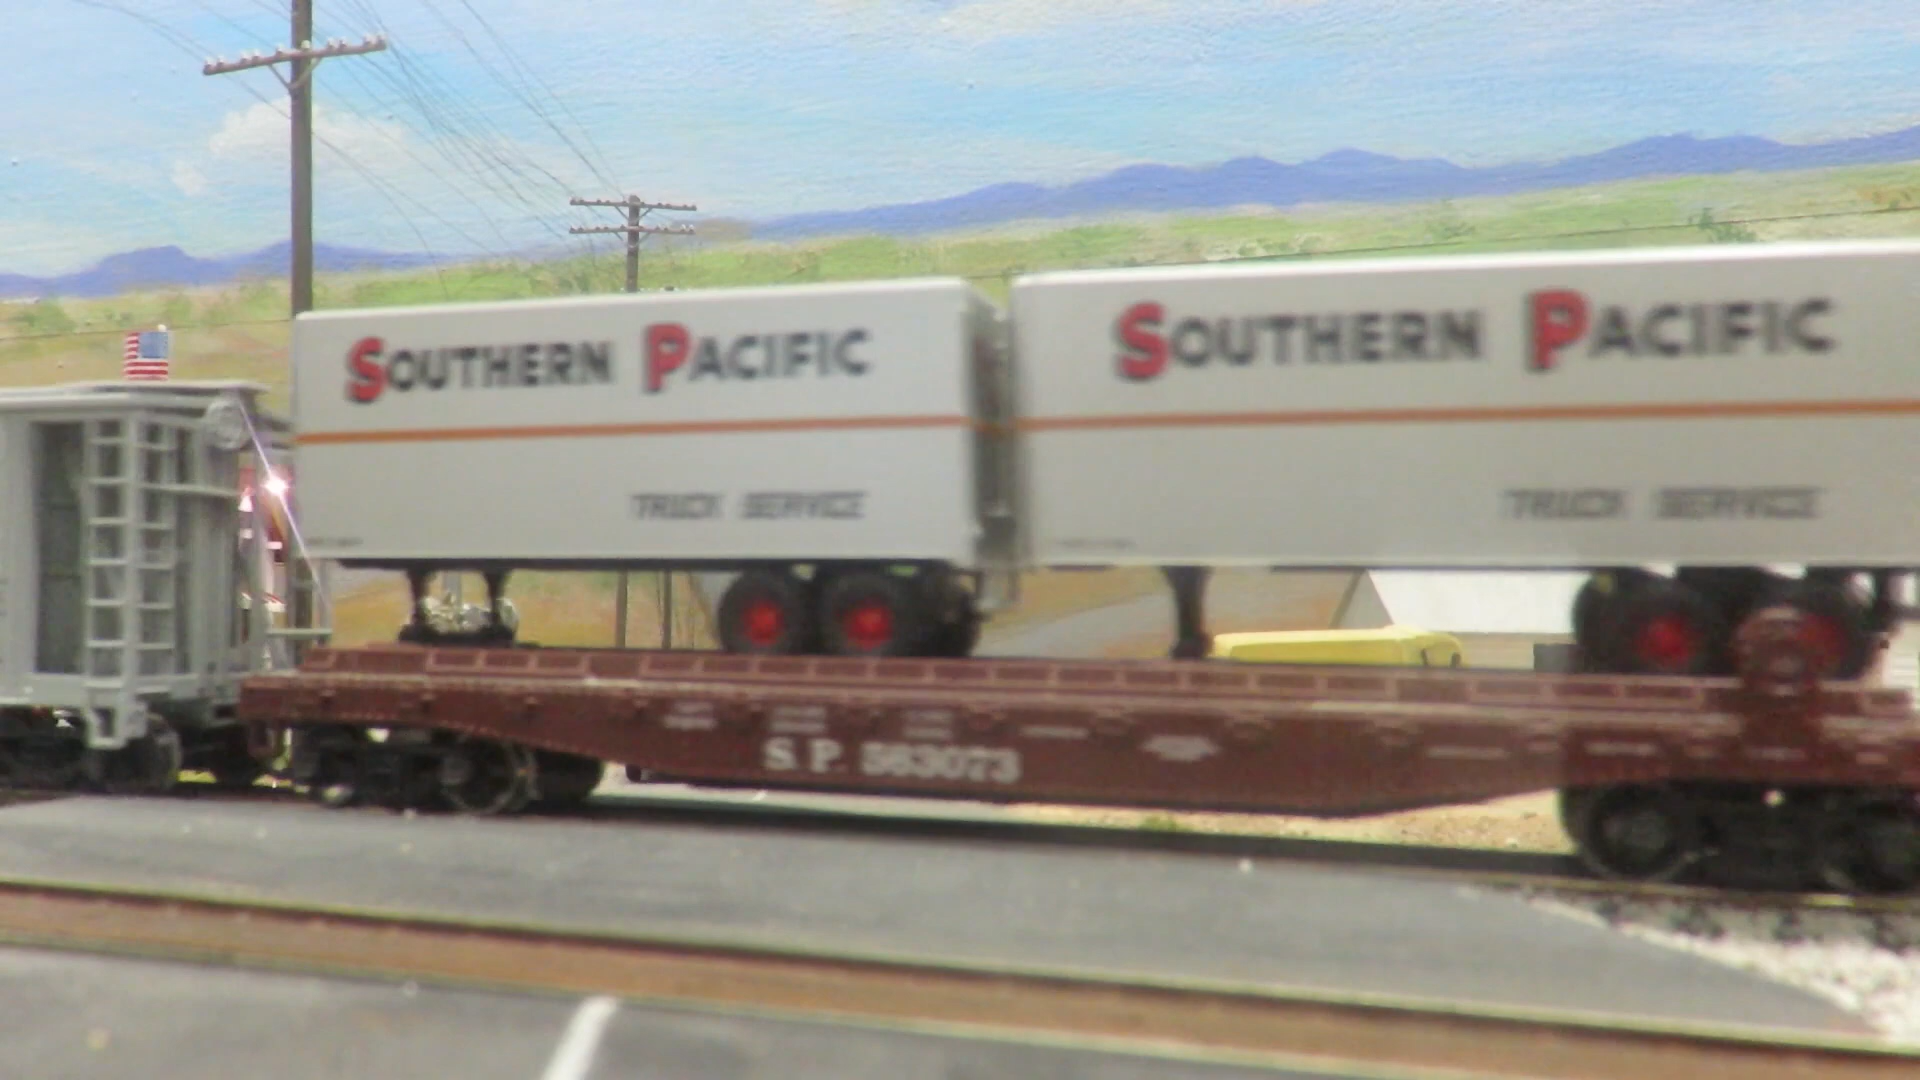 SOUTHERN PACIFIC
TRUCK SERVICE
SOUTHERN PACIFIC
TRUCK SERVICE
S.P. 563073